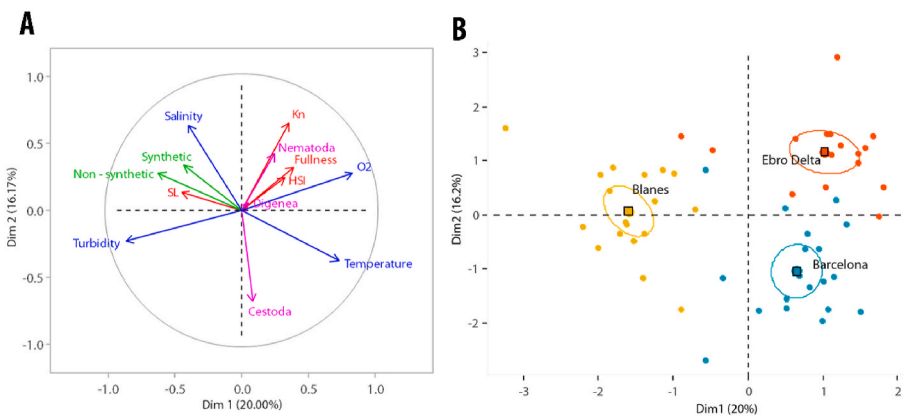 A
1.0
0.5
0.0
-0.5
-1.0
Dim 2 (16.17%)
Salinity
Kn
Nematoda
Synthetic
Fullness
Non - synthetic
O2
HSI
SL
Digenea
Turbidity
Temperature
Cestoda
-1.0
-0.5
0.0
0.5
1.0
Dim 1 (20.00%)
B
3
2
1
0
-1
-2
Dim2 (16.2%)
Ebro Delta
Blanes
Barcelona
-3
-2
-1
0
1
2
Dim1 (20%)